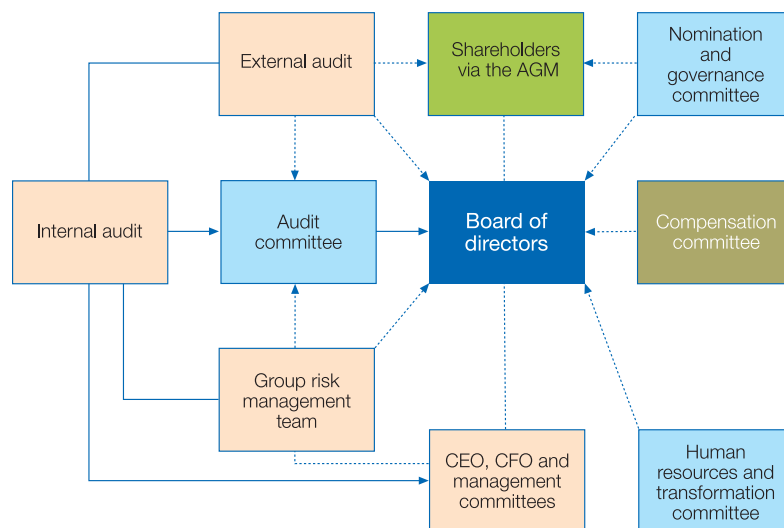 External audit
Shareholders
via the AGM
Nomination
and
governance
committee
Internal audit
Audit
committee
Board of
directors
Compensation
committee
Group risk
management
team
CEO, CFO and
management
committees
Human
resources and
transformation
committee